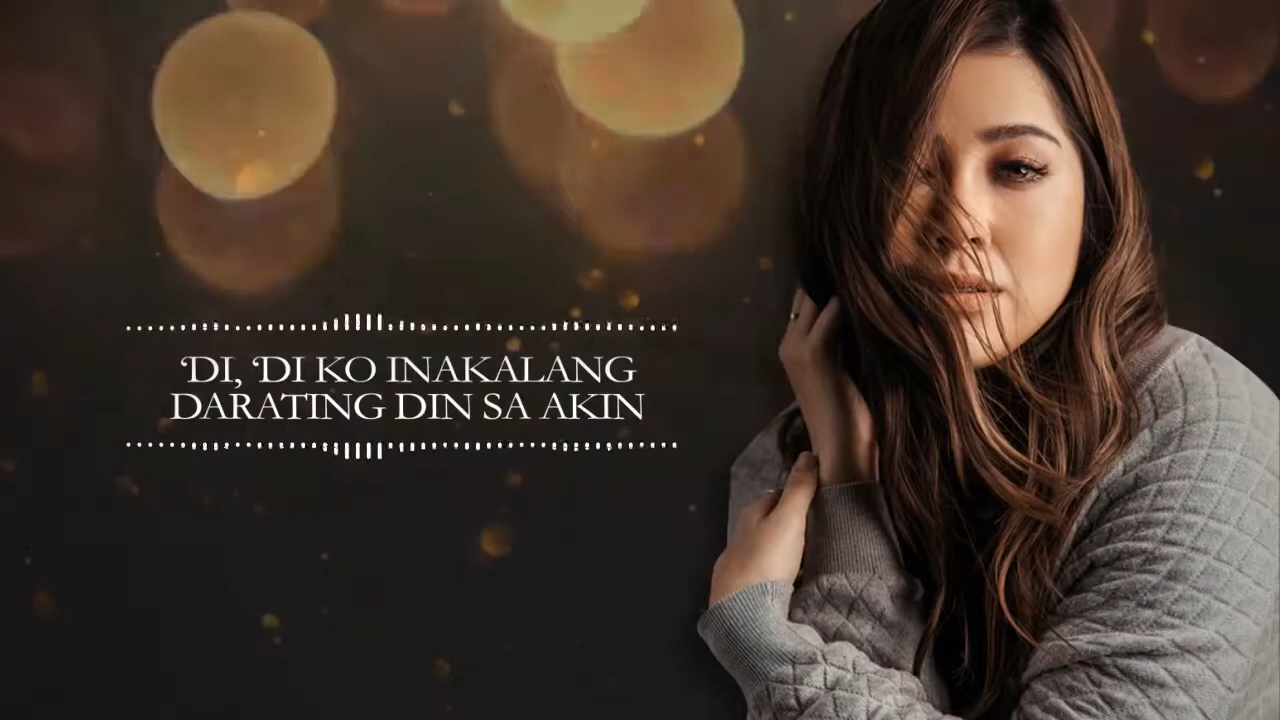 'DI, 'DI KO INAKALANG
DARATING DIN SA AKIN